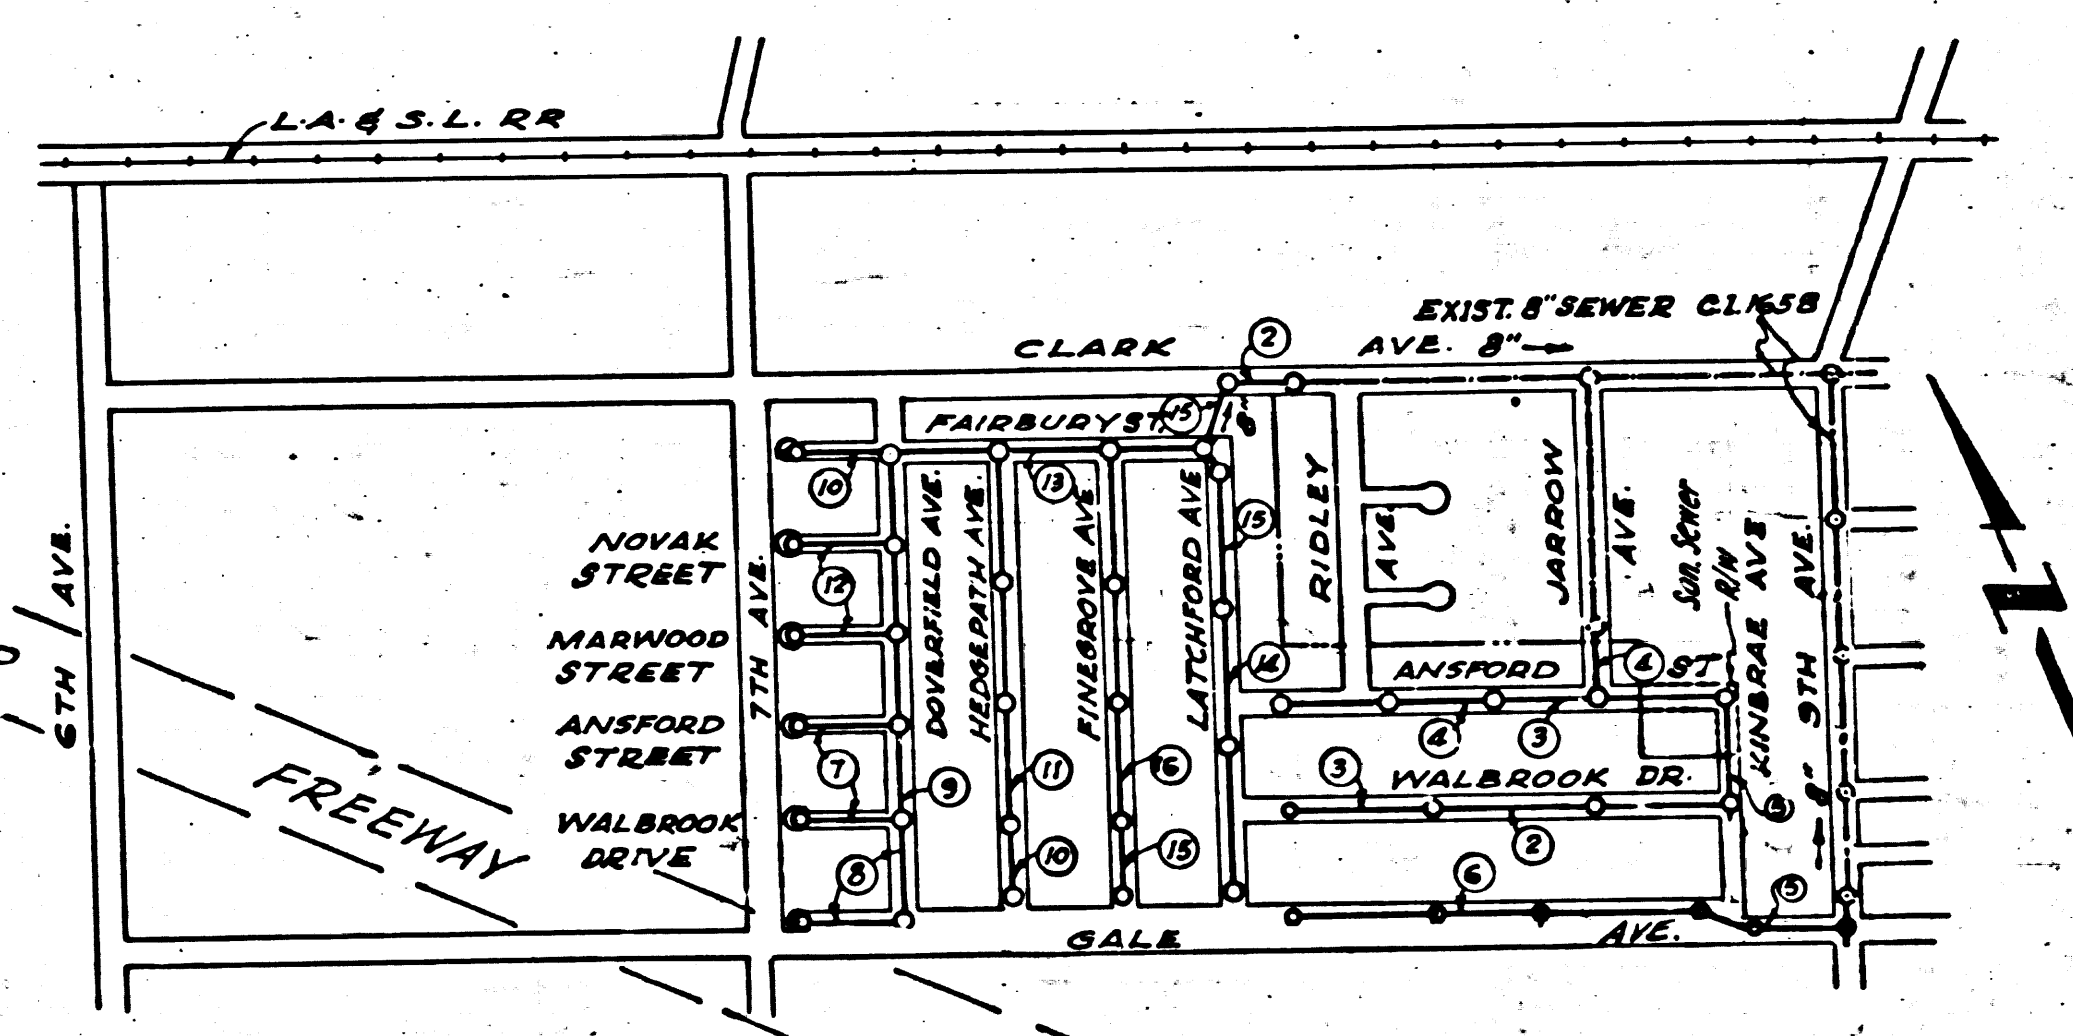 L.A. & S.L. RR
EXIST. 8" SEWER C.I. 1658
CLARK
AVE. 8"
2
FAIRBURY ST.
15
8"
10
13
15
NOVAK
STREET
12
MARWOOD
STREET
ANSFORD
STREET
7
WALBROOK
DRIVE
8
6TH AVE.
7TH AVE.
DOVERFIELD AVE.
HEDGEPATH AVE.
FINEGROVE AVE.
LATCHFORD AVE
RIDLEY
AVE.
JARROW
AVE.
San. Sewer
R/W
KINBRAE AVE
9TH AVE.
8"
14
ANSFORD
ST
4
4
3
9
11
16
3
WALBROOK DR.
5
2
10
15
6
5
FREEWAY
GALE
AVE.